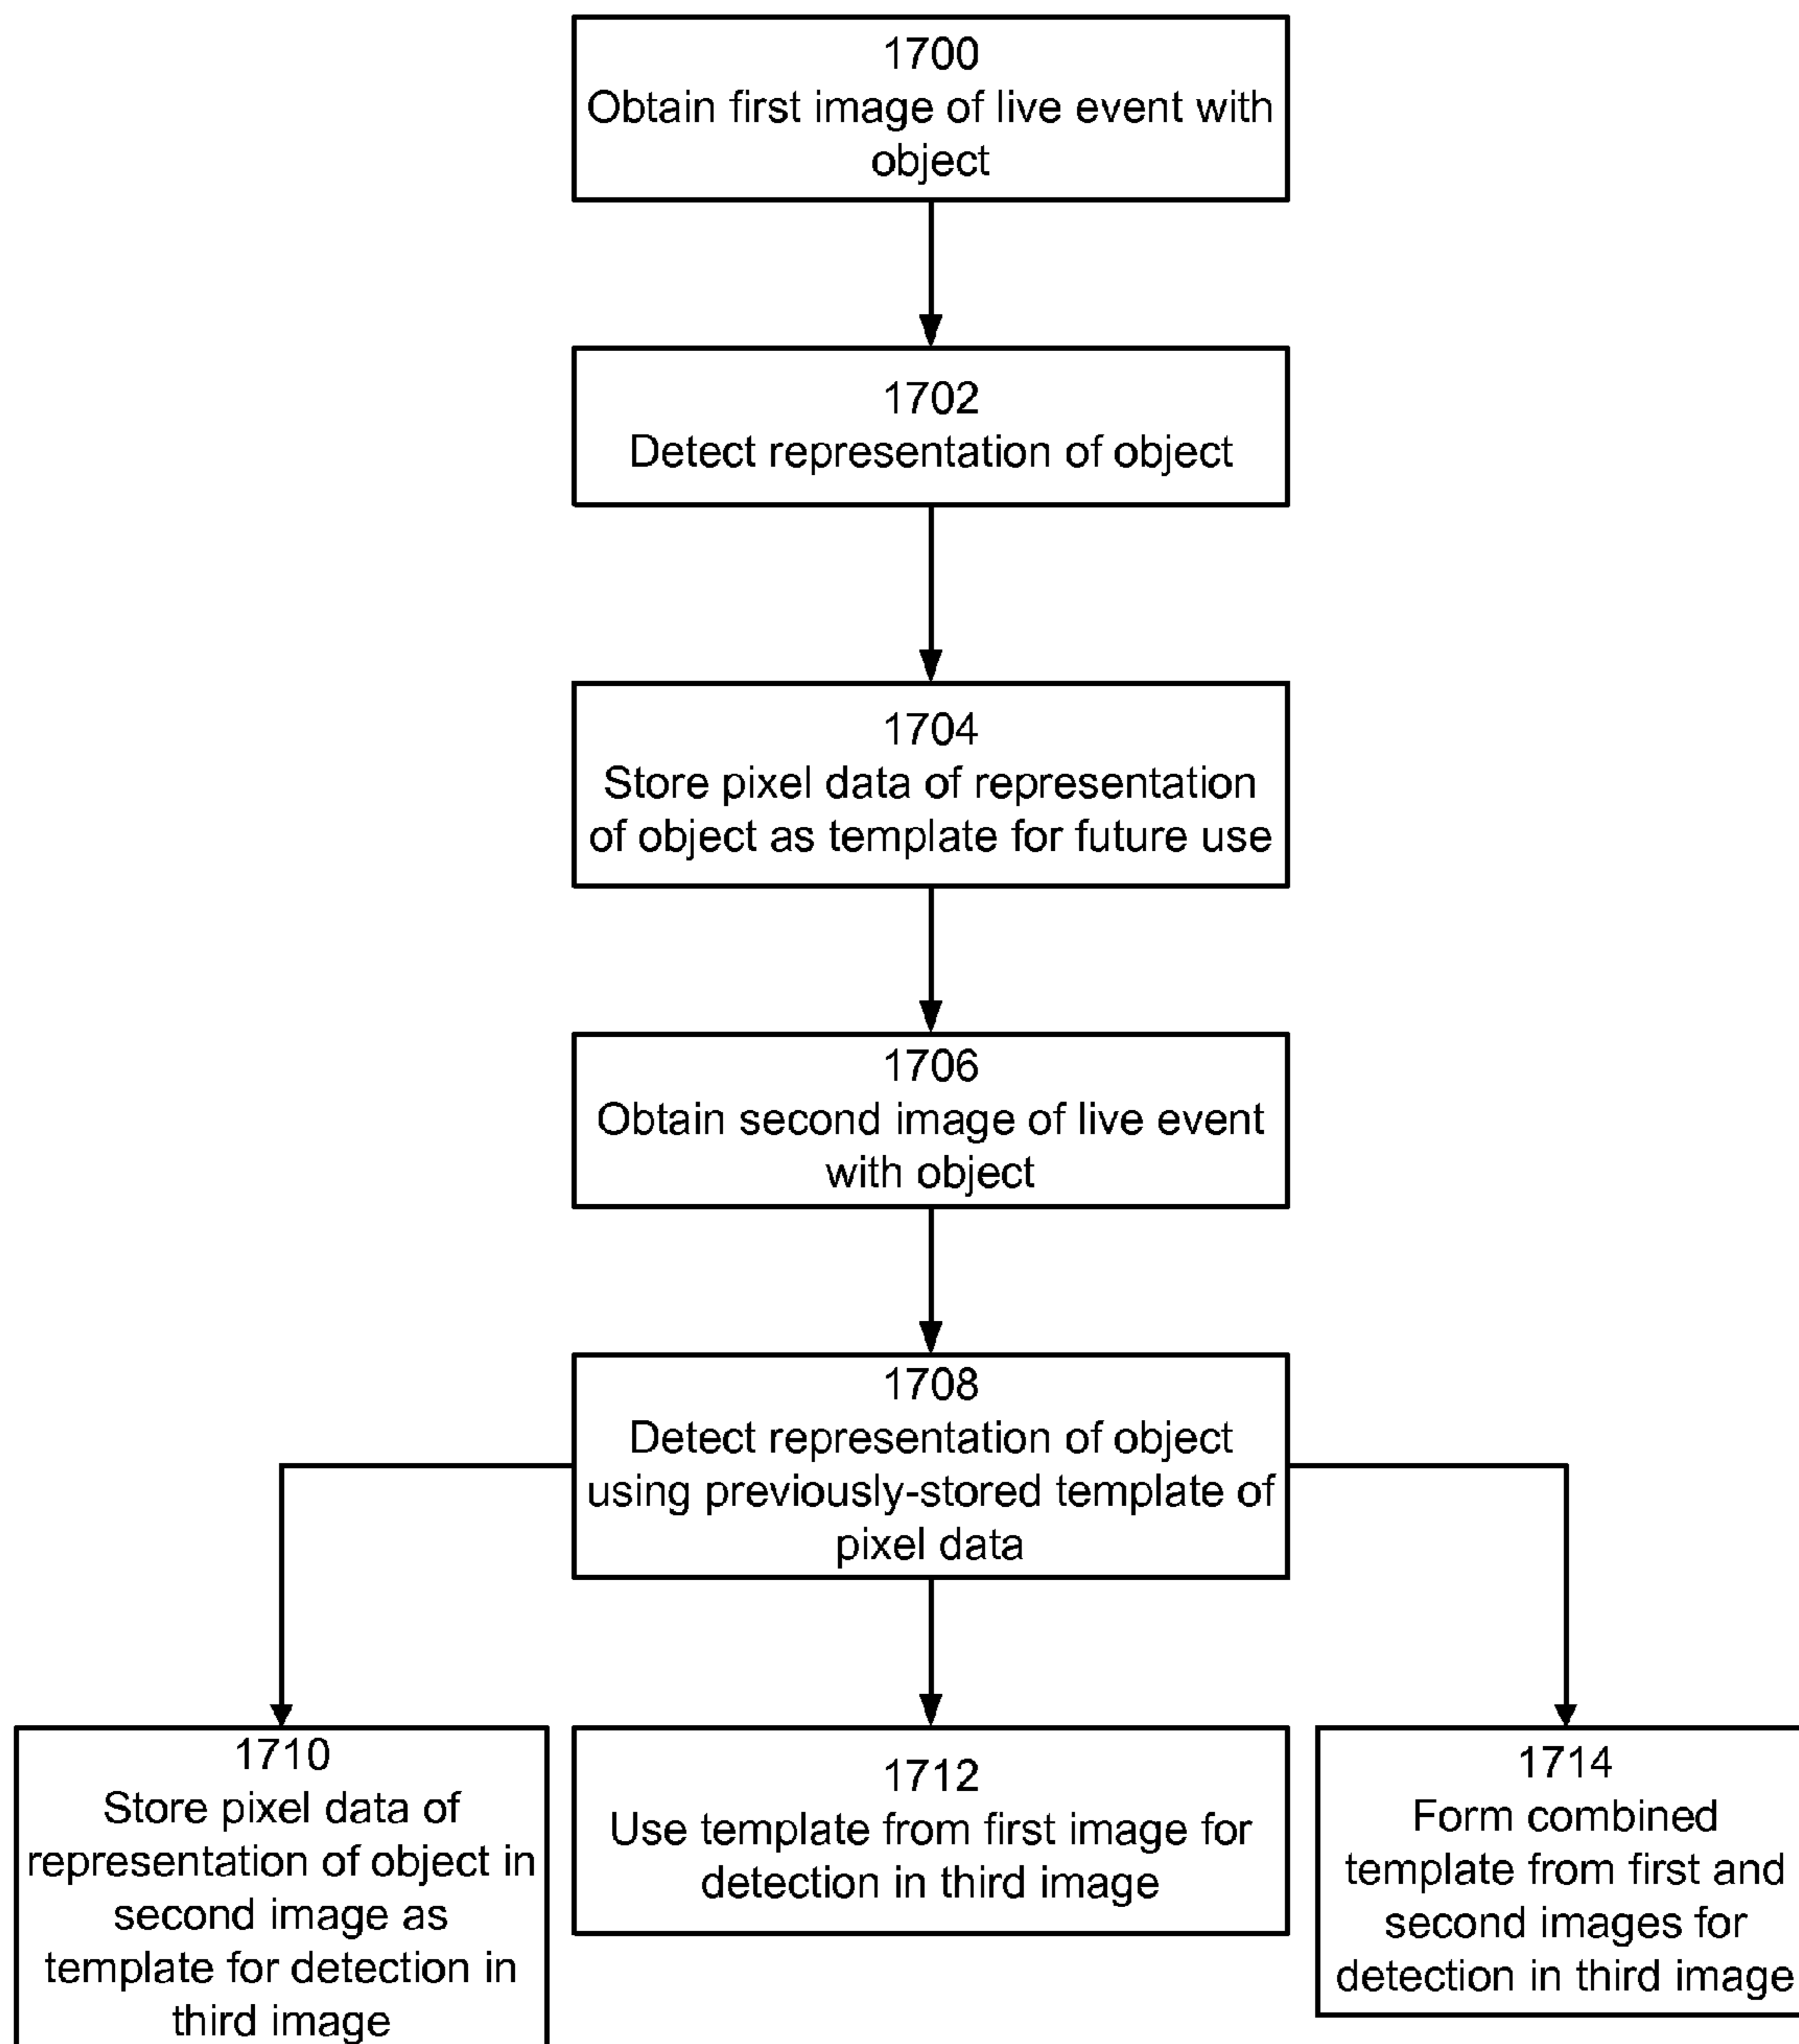 1700
Obtain first image of live event with
object
1702
Detect representation of object
1704
Store pixel data of representation
of object as template for future use
1706
Obtain second image of live event
with object
1708
Detect representation of object
using previously-stored template of
pixel data
1710
Store pixel data of
representation of object in
second image as
template for detection in
third image
1712
Use template from first image for
detection in third image
1714
Form combined
template from first and
second images for
detection in third image